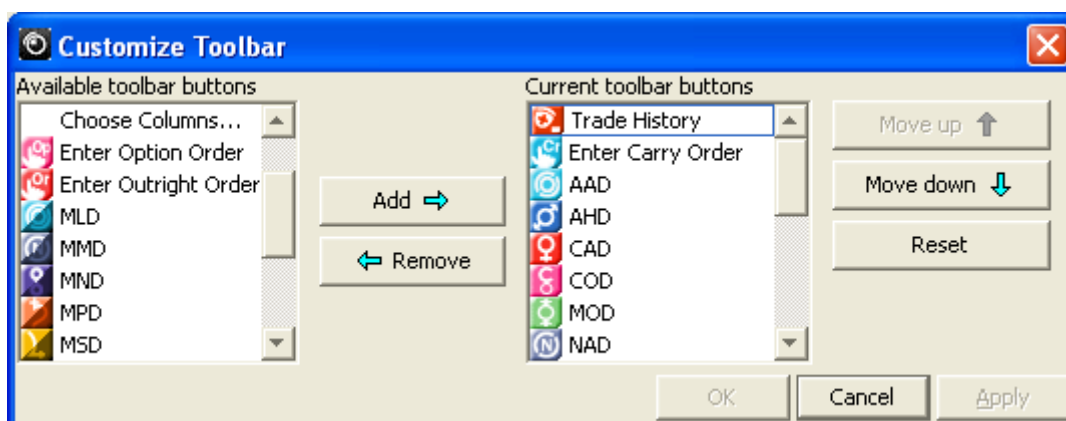 Customize Toolbar
Available toolbar buttons
Choose Columns...
Enter Option Order
Enter Outright Order
MLD
MMD
MND
MPD
MSD
Add
Remove
Current toolbar buttons
Trade History
Enter Carry Order
AAD
AHD
CAD
COD
MOD
NAD
Move up
Move down
Reset
OK
Cancel
Apply